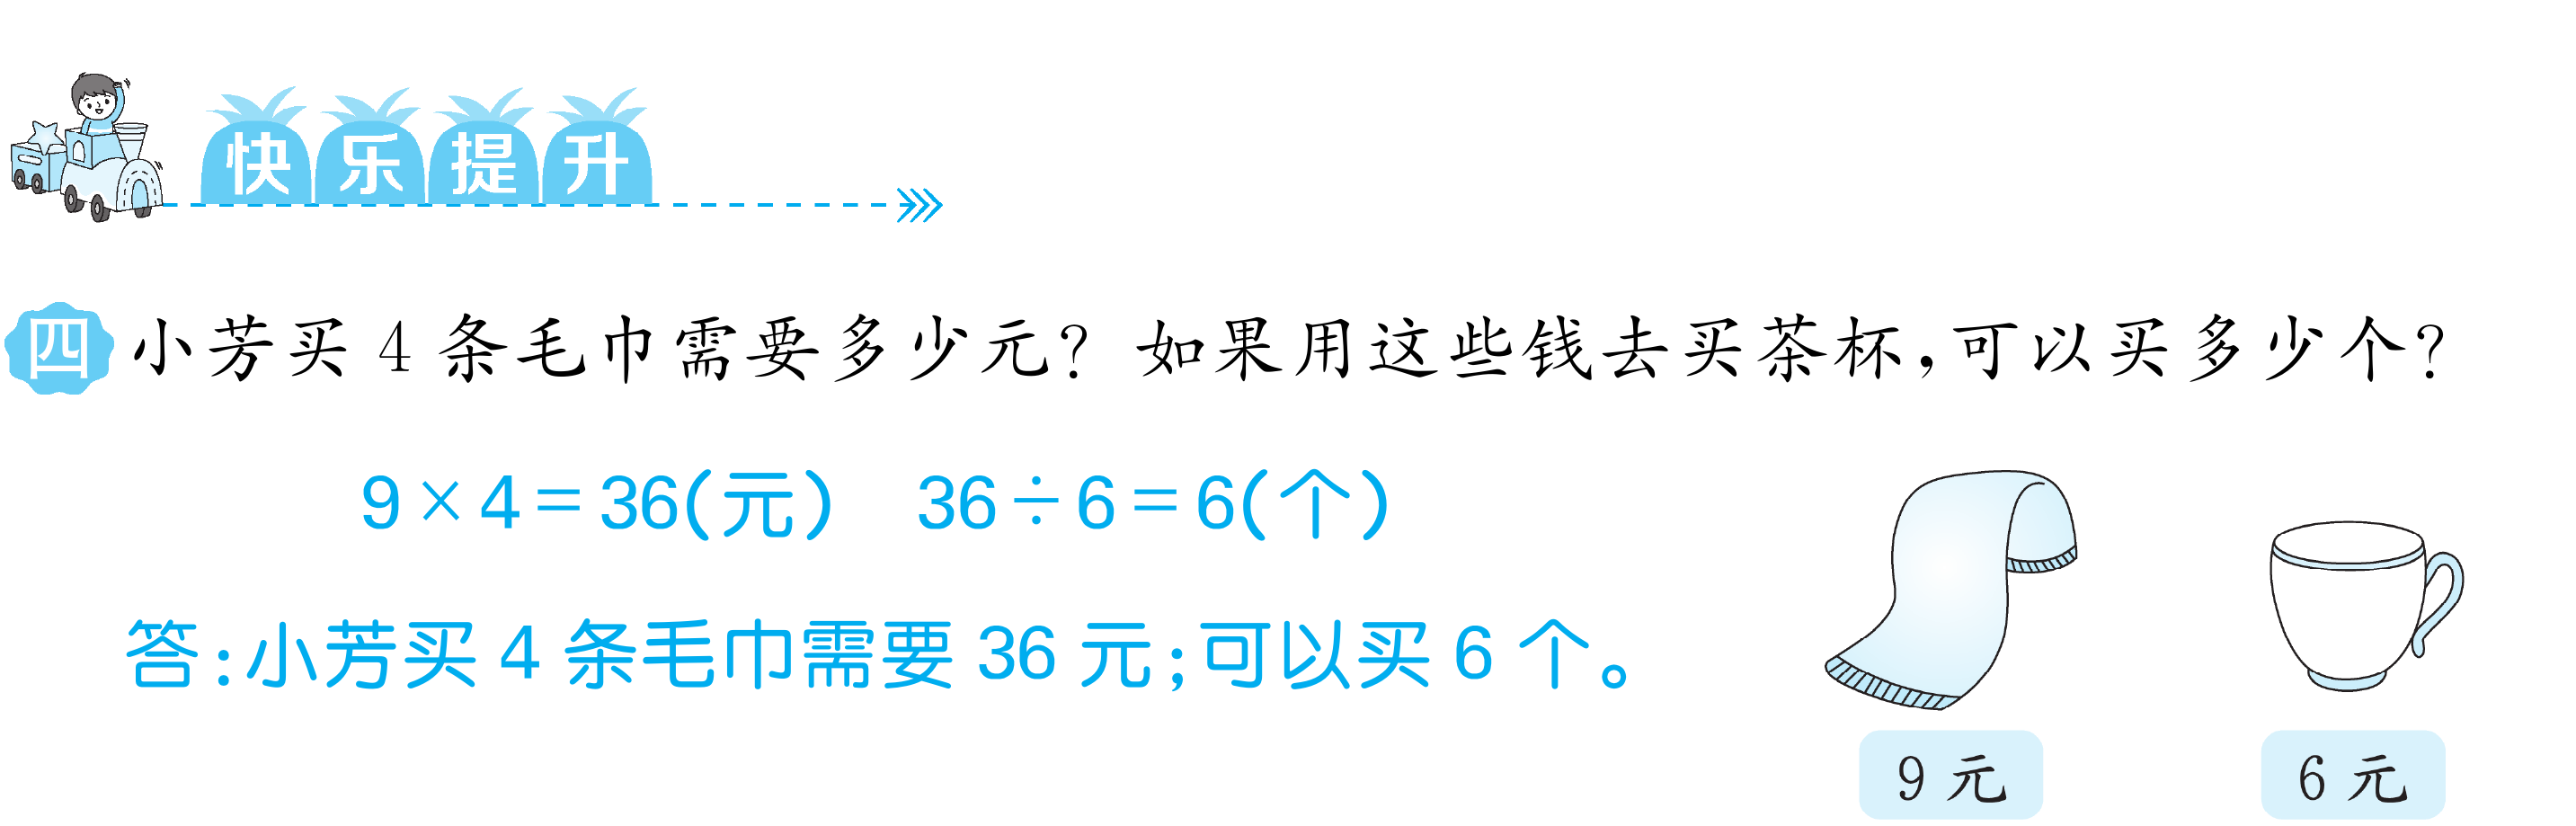 快乐提升
四 小芳买 4 条毛巾需要多少元？如果用这些钱去买茶杯，可以买多少个？
9×4=36(元) 36÷6=6(个)
答：小芳买 4 条毛巾需要 36 元；可以买 6 个。
9 元 6 元